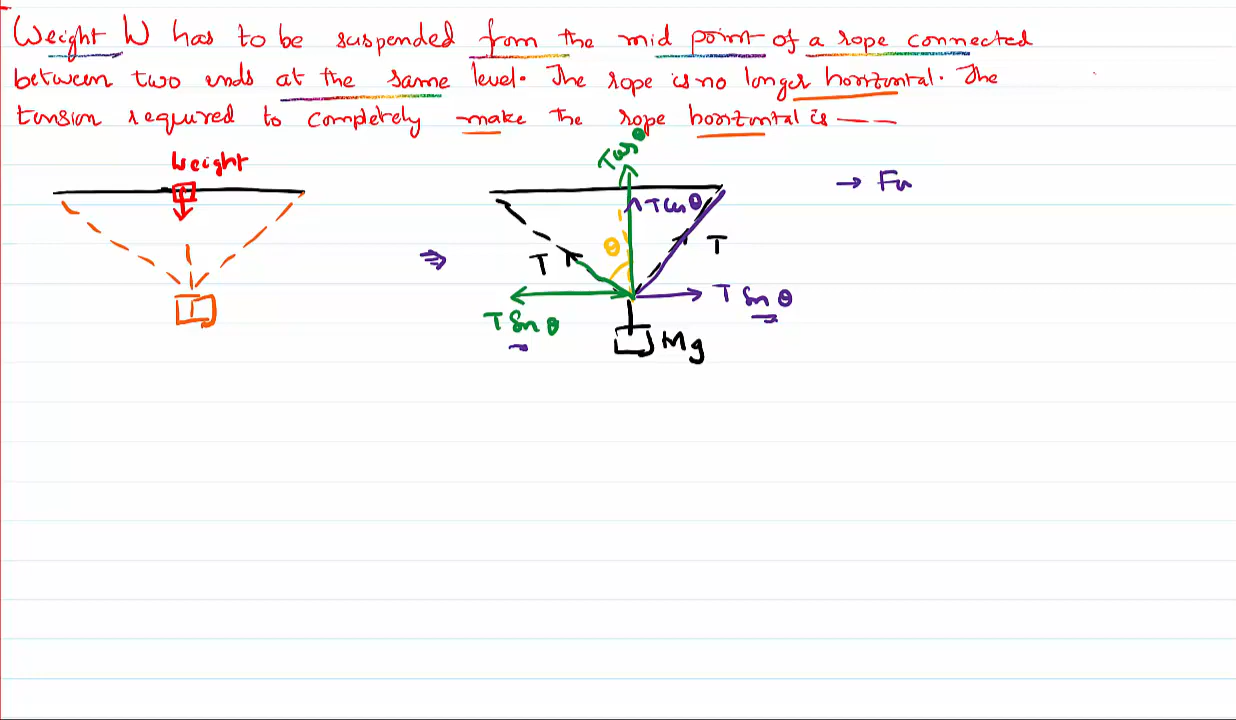 Weight W has to be suspended from the mid point of a rope connected
between two ends at the same level. The rope is no longer horizontal. The
tension required to completely make the rope horizontal is ——
Weight
T cos θ
→ Fn
T cos θ
θ
T
T
T Sin θ
T Sin θ
Mg